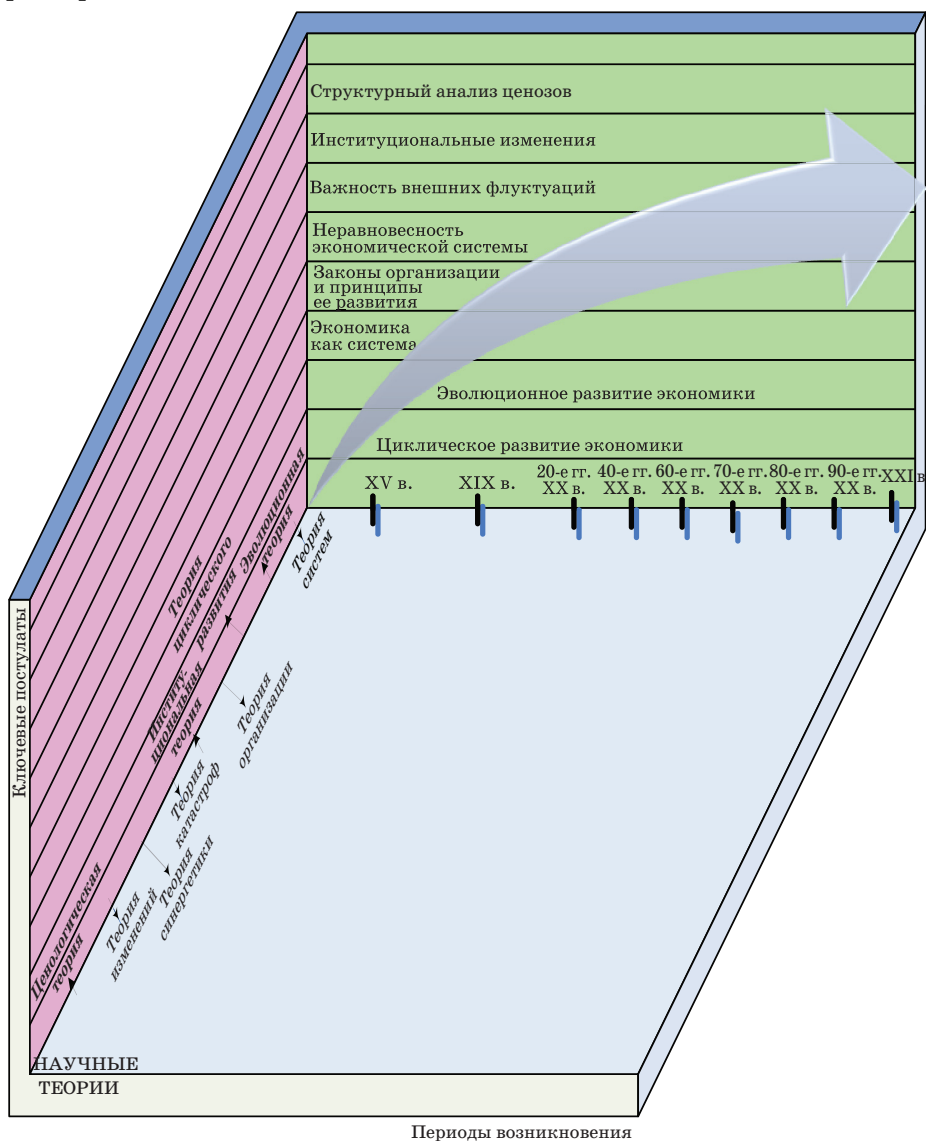 Структурный анализ ценозов
Институциональные изменения
Важность внешних флуктуаций
Неравновесность
экономической системы
Законы организации
и принципы
ее развития
Экономика
как система
Эволюционное развитие экономики
Циклическое развитие экономики
XV в.
XIX в.
20-е гг.
XX в.
40-е гг.
XX в.
60-е гг.
XX в.
70-е гг.
XX в.
80-е гг.
XX в.
90-е гг.
XX в.
XXI в
Теория
систем
Эволюционная
теория
Теория
циклического
развития
Теория
организации
Институ-
циональная
теория
Теория
катастроф
Теория
синергетики
Теория
изменений
Ценологическая
теория
Ключевые постулаты
НАУЧНЫЕ
ТЕОРИИ
Периоды возникновения